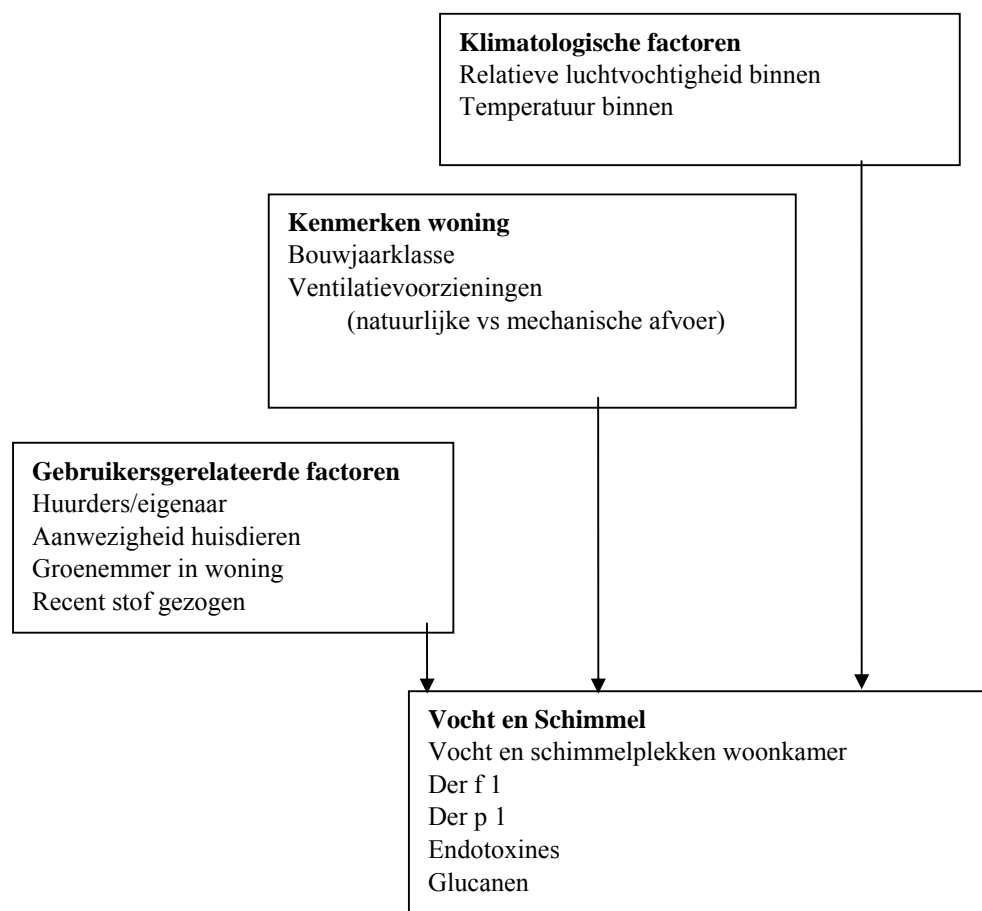 Klimatologische factoren
Relatieve luchtvochtigheid binnen
Temperatuur binnen
Kenmerken woning
Bouwjaarklasse
Ventilatievoorzieningen
(natuurlijke vs mechanische afvoer)
Gebruikersgerelateerde factoren
Huurders/eigenaar
Aanwezigheid huisdieren
Groenemmer in woning
Recent stof gezogen
Vocht en Schimmel
Vocht en schimmelplekken woonkamer
Der f 1
Der p 1
Endotoxines
Glucanen